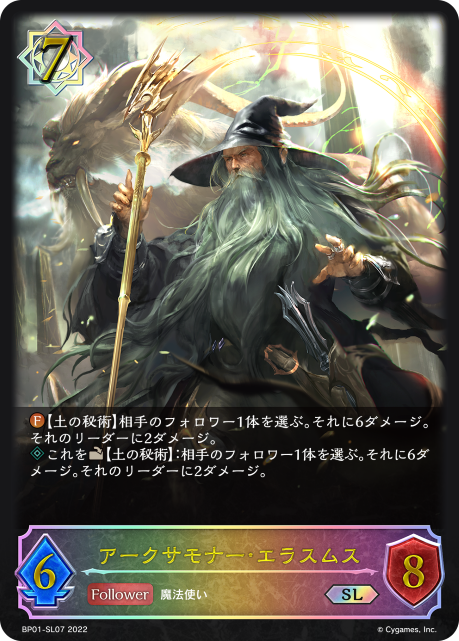 7
F【土の秘術】相手のフォロワー1体を選ぶ。それに6ダメージ。
それのリーダーに2ダメージ。
これを【土の秘術】:相手のフォロワー1体を選ぶ。それに6ダ
メージ。それのリーダーに2ダメージ。
アークサモナー・エラスムス
6
Follower 魔法使い
SL
8
BP01-SL07 2022
© Cygames, Inc.